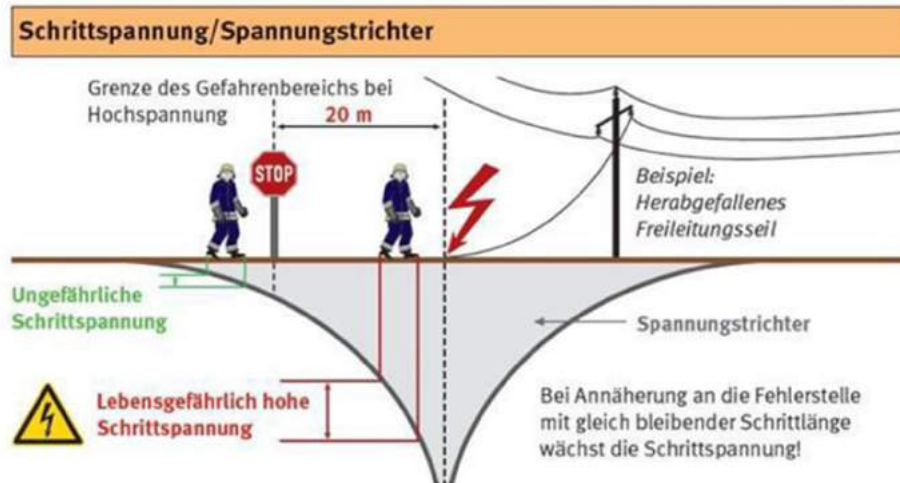 Schrittspannung/Spannungstrichter
Grenze des Gefahrenbereichs bei
Hochspannung
20 m
STOP
Beispiel:
Herabgefallenes
Freileitungsseil
Ungefährliche
Schrittspannung
Spannungstrichter
Lebensgefährlich hohe
Schrittspannung
Bei Annäherung an die Fehlerstelle
mit gleich bleibender Schrittlänge
wächst die Schrittspannung!